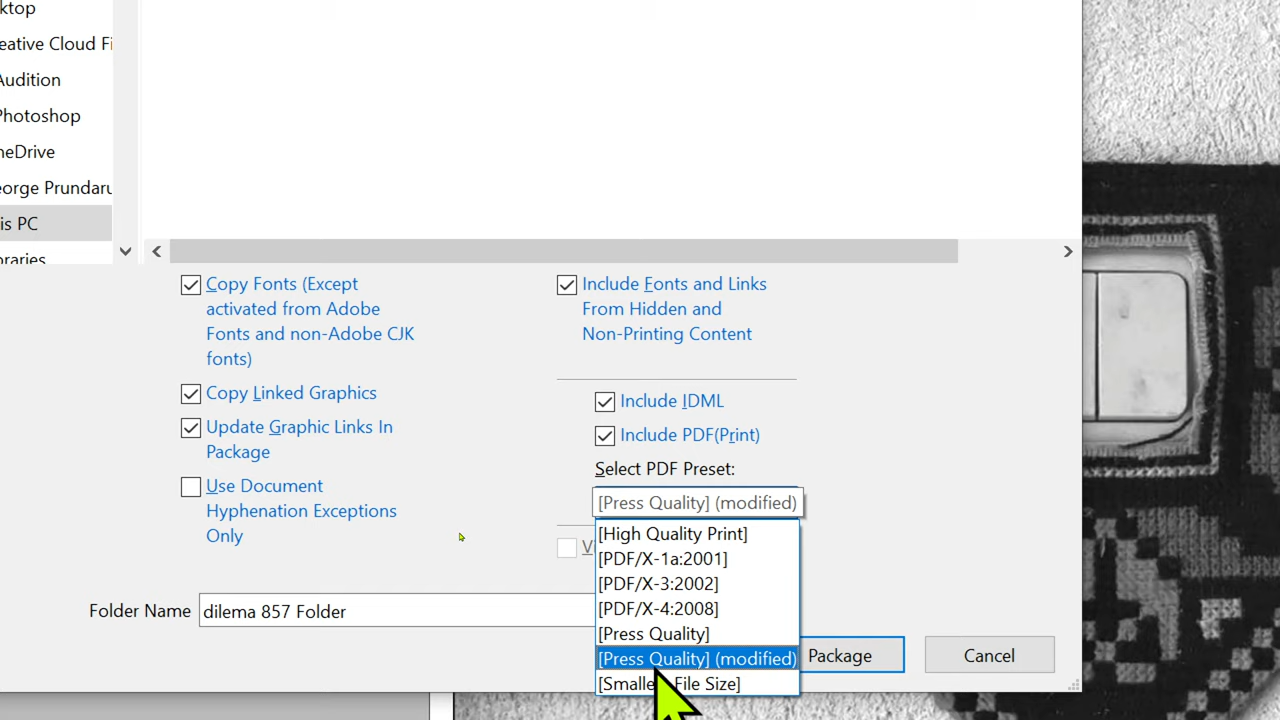 ktop
eative Cloud Fi
Audition
Photoshop
neDrive
eorge Prundaru
is PC
oraries
Copy Fonts (Except
activated from Adobe
Fonts and non-Adobe CJK
fonts)
Copy Linked Graphics
Update Graphic Links In
Package
Use Document
Hyphenation Exceptions
Only
Include Fonts and Links
From Hidden and
Non-Printing Content
Include IDML
Include PDF(Print)
Select PDF Preset:
[Press Quality] (modified)
[High Quality Print]
[PDF/X-1a:2001]
[PDF/X-3:2002]
[PDF/X-4:2008]
[Press Quality]
[Press Quality] (modified)
[Smalle File Size]
V
Folder Name
dilema 857 Folder
Package
Cancel